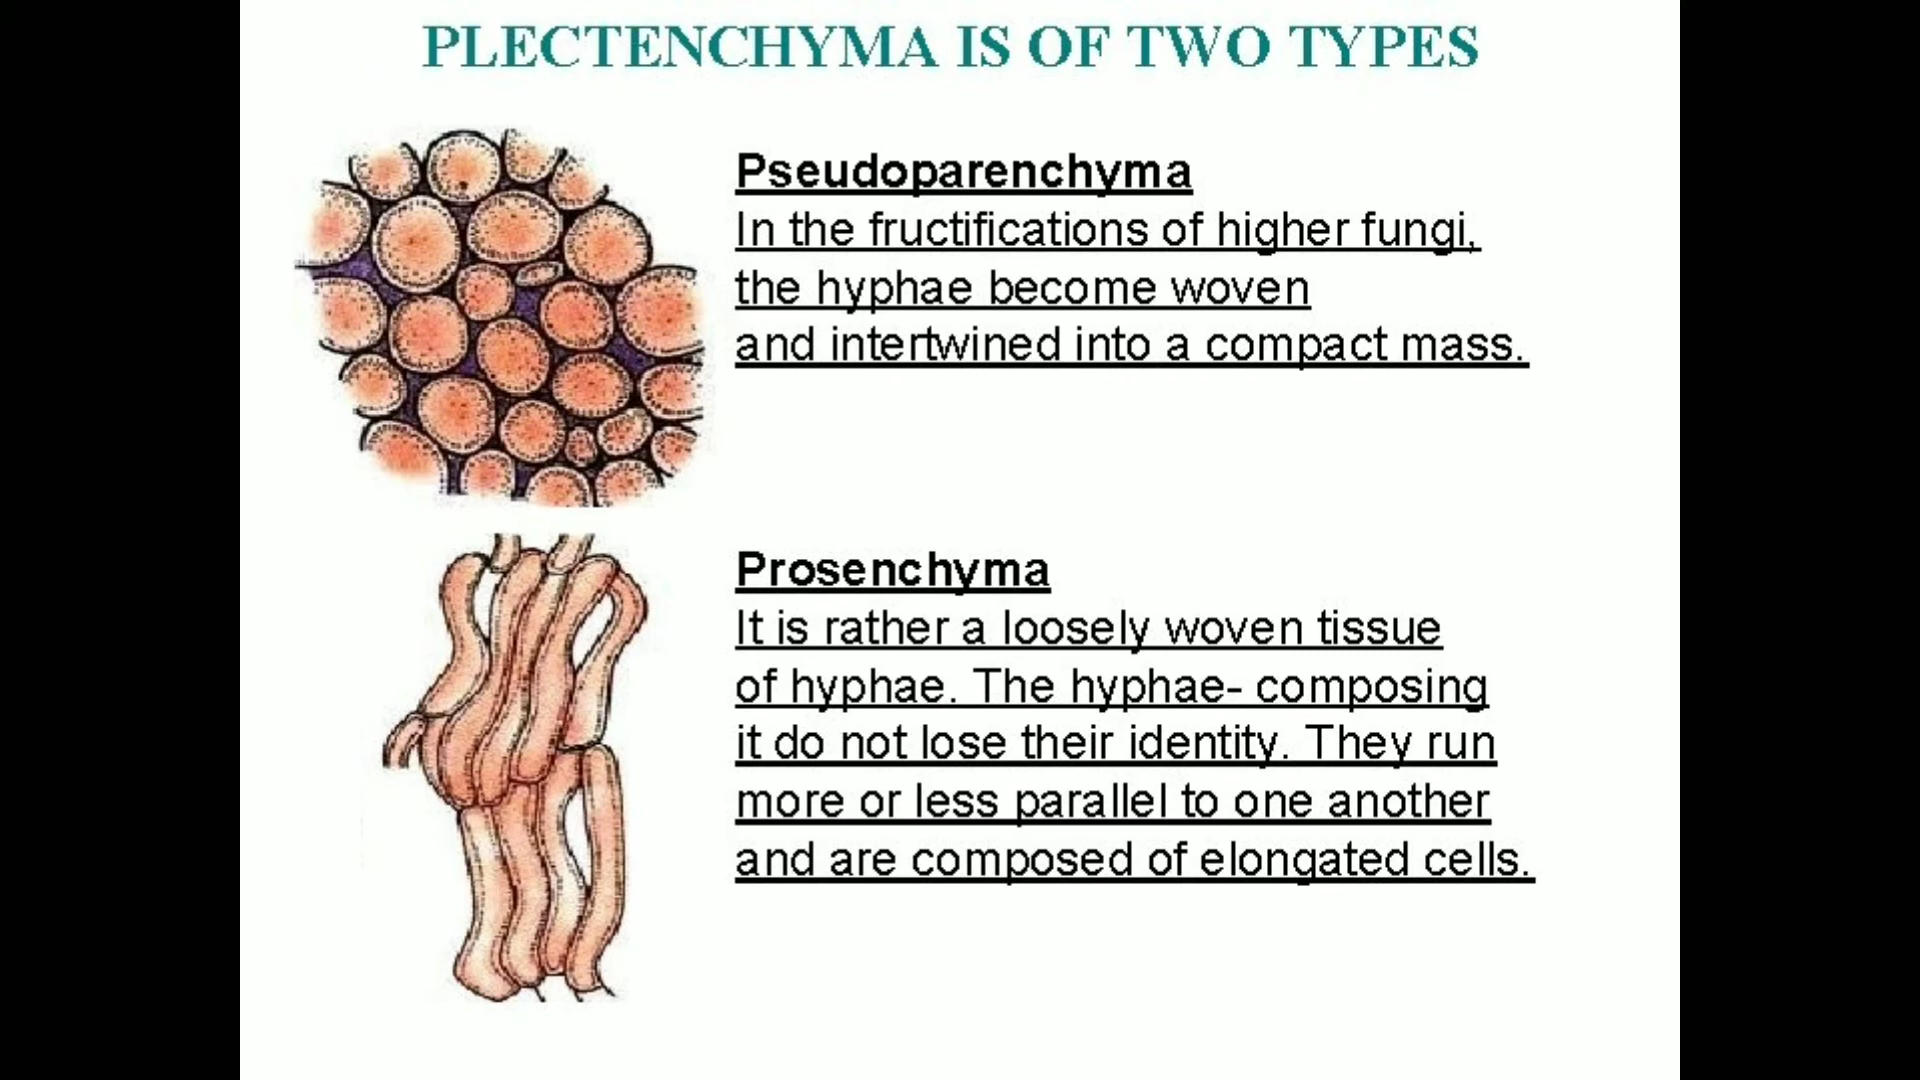 PLECTENCHYMA IS OF TWO TYPES
Pseudoparenchyma
In the fructifications of higher fungi,
the hyphae become woven
and intertwined into a compact mass.
Prosenchyma
It is rather a loosely woven tissue
of hyphae. The hyphae- composing
it do not lose their identity. They run
more or less parallel to one another
and are composed of elongated cells.